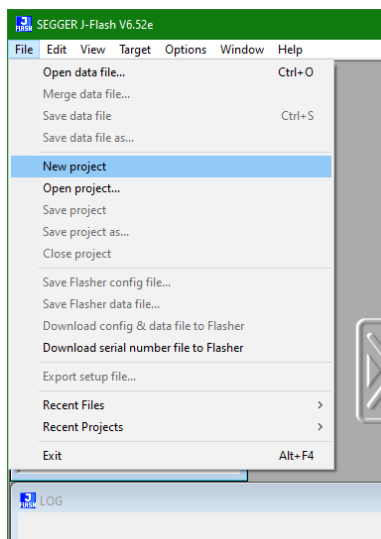 SEGGER J-Flash V6.52e
File Edit View Target Options Window Help
Open data file... Ctrl+O
Merge data file...
Save data file Ctrl+S
Save data file as...
New project
Open project...
Save project
Save project as...
Close project
Save Flasher config file...
Save Flasher data file...
Download config & data file to Flasher
Download serial number file to Flasher
Export setup file...
Recent Files >
Recent Projects >
Exit Alt+F4
LOG